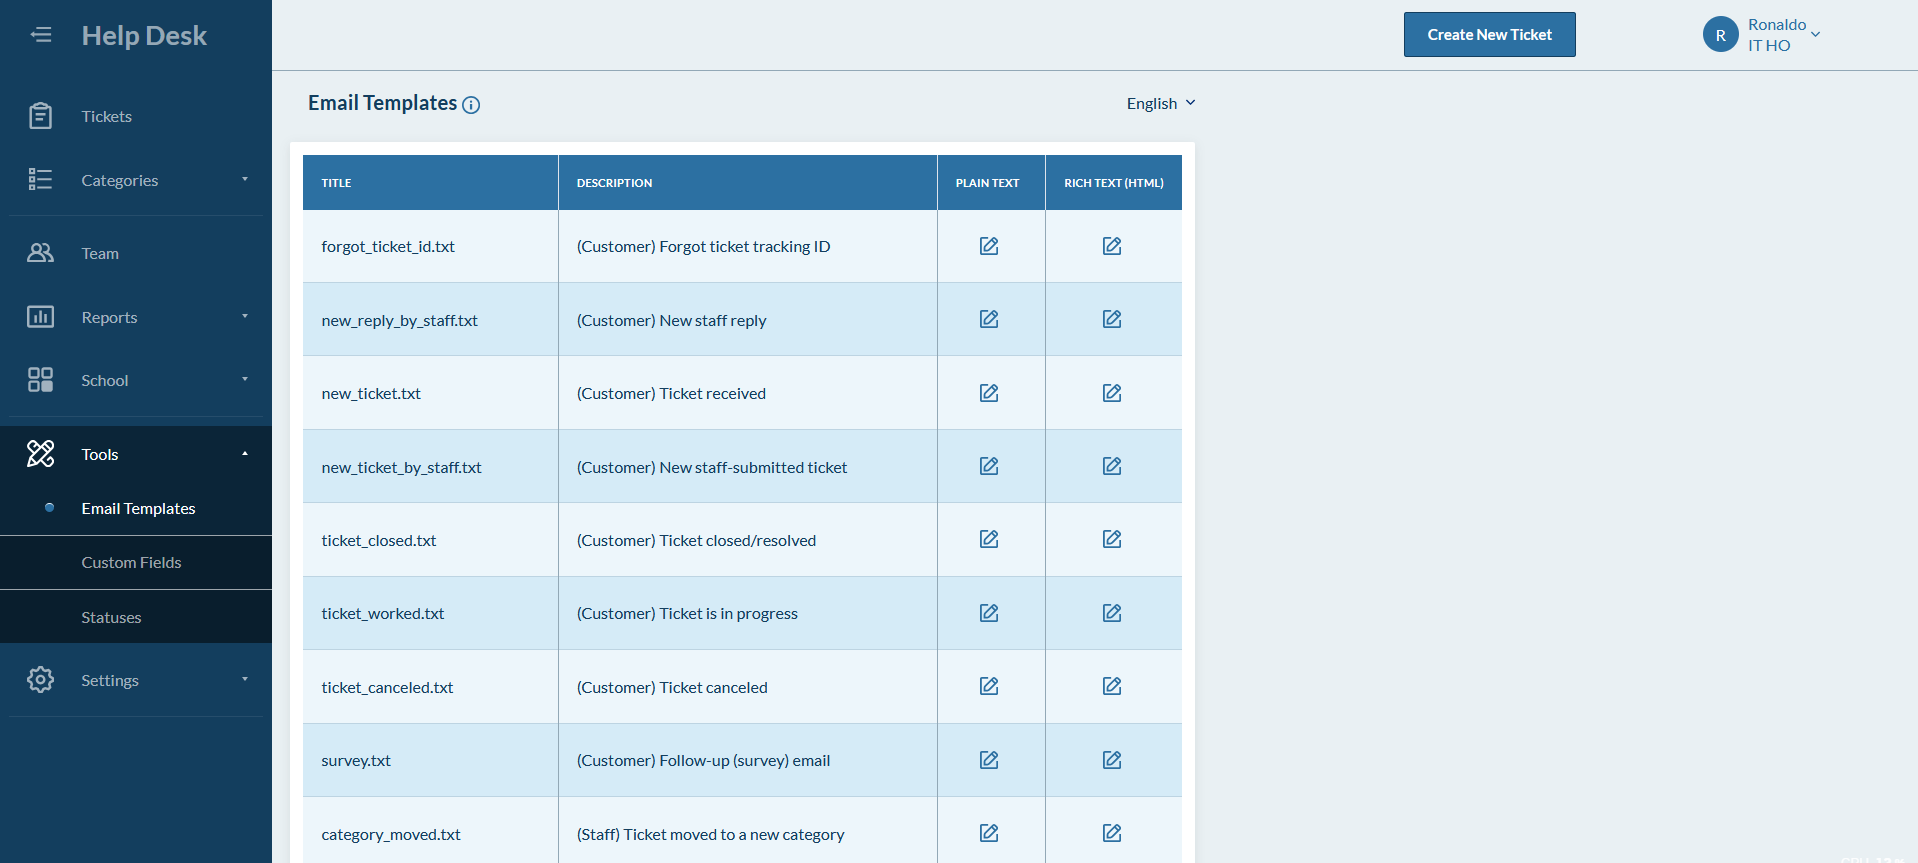 Help Desk
Create New Ticket
R
Ronaldo
IT HO
Tickets
Categories
Team
Reports
School
Tools
Email Templates
Custom Fields
Statuses
Settings
Email Templates
English
TITLE DESCRIPTION PLAIN TEXT RICH TEXT (HTML)
forgot_ticket_id.txt (Customer) Forgot ticket tracking ID
new_reply_by_staff.txt (Customer) New staff reply
new_ticket.txt (Customer) Ticket received
new_ticket_by_staff.txt (Customer) New staff-submitted ticket
ticket_closed.txt (Customer) Ticket closed/resolved
ticket_worked.txt (Customer) Ticket is in progress
ticket_canceled.txt (Customer) Ticket canceled
survey.txt (Customer) Follow-up (survey) email
category_moved.txt (Staff) Ticket moved to a new category